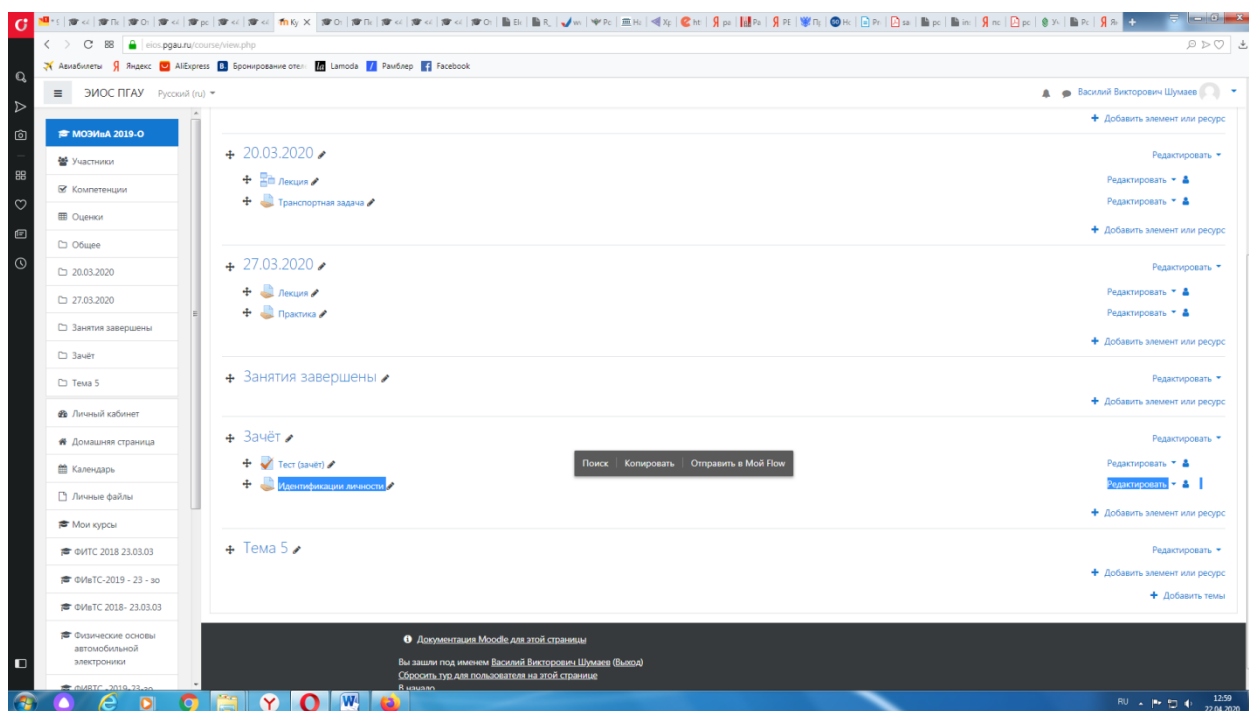 eios.pgau.ru/course/view.php
Авиабилеты Яндекс AliExpress Бронирование отел Lamoda Рамблер Facebook
ЭИОС ПГАУ Русский (ru) Василий Викторович Шумаев
Добавить элемент или ресурс
МОЭИвА 2019-О
Участники
Компетенции
Оценки
Общее
20.03.2020
27.03.2020
Занятия завершены
Зачёт
Тема 5
Личный кабинет
Домашняя страница
Календарь
Личные файлы
Мои курсы
ФИТС 2018 23.03.03
ФИвТС-2019 - 23 - зо
ФИвТС 2018- 23.03.03
Физические основы
автомобильной
электроники
20.03.2020 Редактировать
Лекция Редактировать
Транспортная задача Редактировать
Добавить элемент или ресурс
27.03.2020 Редактировать
Лекция Редактировать
Практика Редактировать
Добавить элемент или ресурс
Занятия завершены Редактировать
Добавить элемент или ресурс
Зачёт Редактировать
Поиск Копировать Отправить в Мой Flow
Тест (зачёт) Редактировать
Идентификации личности Редактировать
Добавить элемент или ресурс
Тема 5 Редактировать
Добавить элемент или ресурс
Добавить темы
Документация Moodle для этой страницы
Вы зашли под именем Василий Викторович Шумаев (Выход)
Сбросить тур для пользователя на этой странице
В начало
RU 12:59
22.04.2020